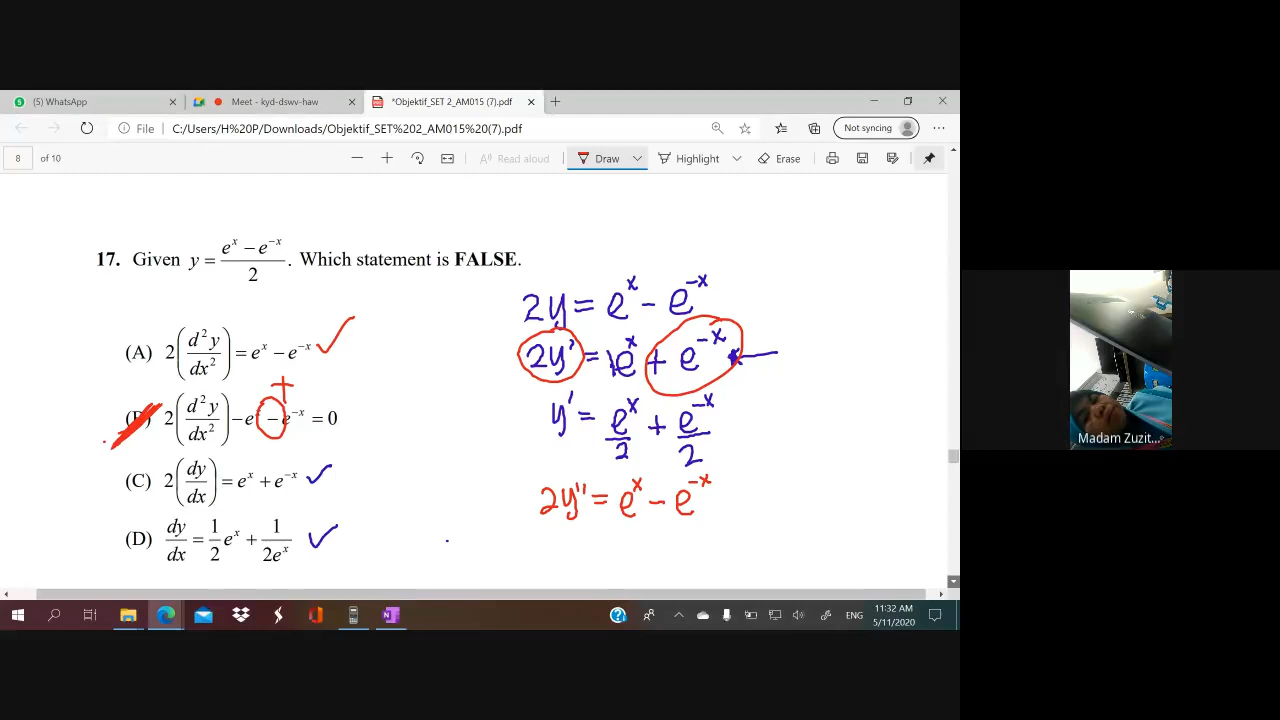 (5) WhatsApp
Meet - kyd-dswv-haw
*Objektif_SET 2_AM015 (7).pdf
File
C:/Users/H%20P/Downloads/Objektif_SET%202_AM015%20(7).pdf
Not syncing
8 of 10
Read aloud
Draw
Highlight
Erase
17. Given y = (e^x − e^−x)/2. Which statement is FALSE.
(A) 2(d²y/dx²) = e^x − e^−x ✓
(B) 2(d²y/dx²) − e^x − e^−x = 0
+
(C) 2(dy/dx) = e^x + e^−x ✓
(D) dy/dx = 1/2 e^x + 1/(2e^x) ✓
2y = e^x − e^−x
2y' = e^x + e^−x
y' = e^x/2 + e^−x/2
2y'' = e^x − e^−x
Madam Zuzit...
ENG
11:32 AM
5/11/2020